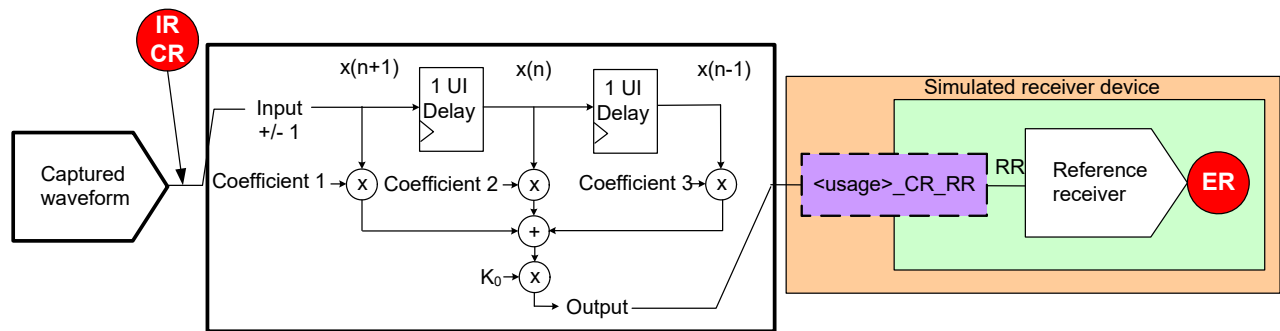 IR
CR
Captured
waveform
x(n+1)
x(n)
x(n-1)
Input
+/- 1
1 UI
Delay
1 UI
Delay
Coefficient 1
x
Coefficient 2
x
Coefficient 3
x
+
K₀
x
Output
Simulated receiver device
<usage>_CR_RR
RR
Reference
receiver
ER